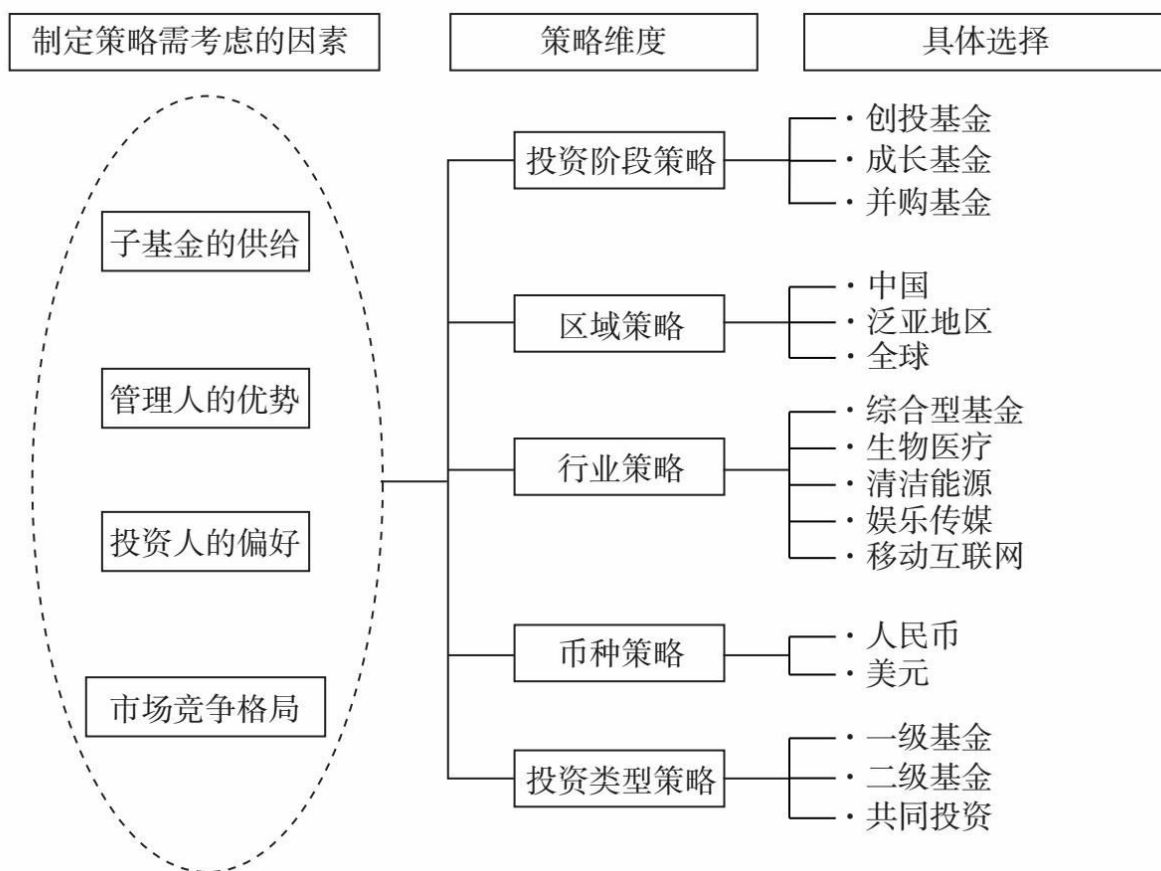 制定策略需考虑的因素
策略维度
具体选择
子基金的供给
管理人的优势
投资人的偏好
市场竞争格局
投资阶段策略
·创投基金
·成长基金
·并购基金
区域策略
·中国
·泛亚地区
·全球
行业策略
·综合型基金
·生物医疗
·清洁能源
·娱乐传媒
·移动互联网
币种策略
·人民币
·美元
投资类型策略
·一级基金
·二级基金
·共同投资